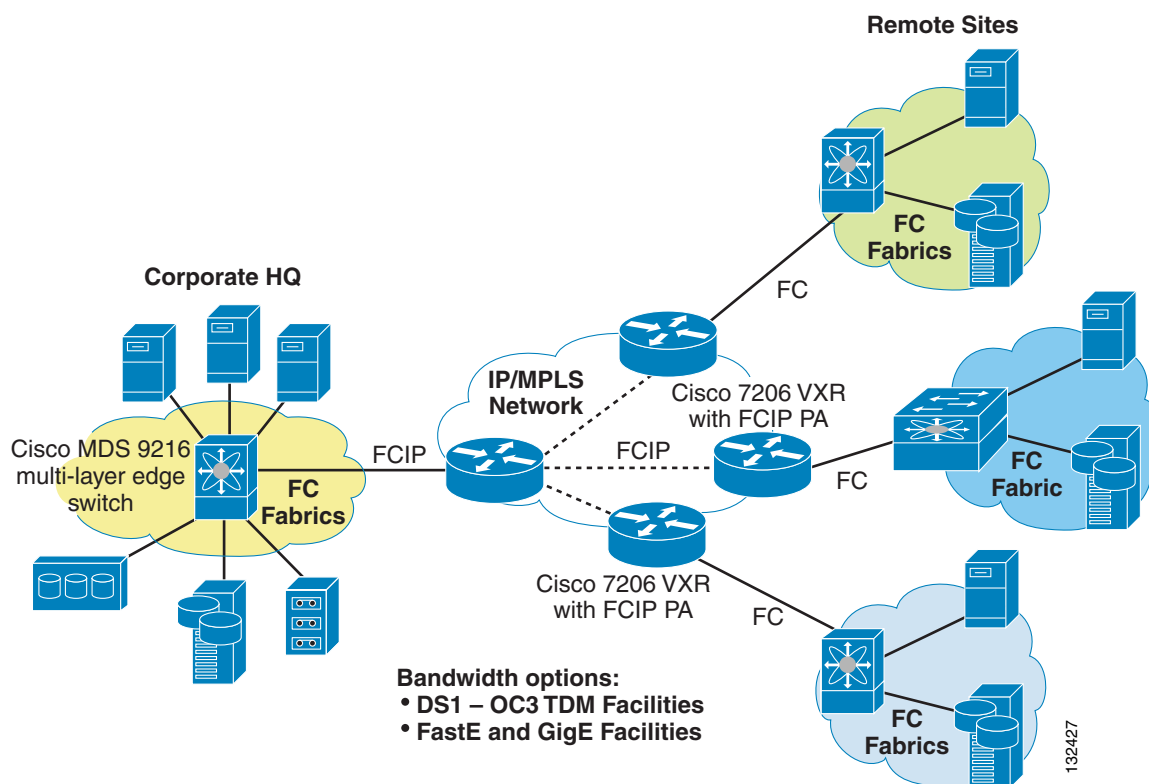 Remote Sites
FC
Fabrics
FC
Corporate HQ
IP/MPLS
Network
Cisco 7206 VXR
with FCIP PA
Cisco MDS 9216
multi-layer edge
switch
FC
Fabrics
FCIP
FCIP
FC
FC
Fabric
Cisco 7206 VXR
with FCIP PA
FC
FC
Fabrics
Bandwidth options:
• DS1 – OC3 TDM Facilities
• FastE and GigE Facilities
132427